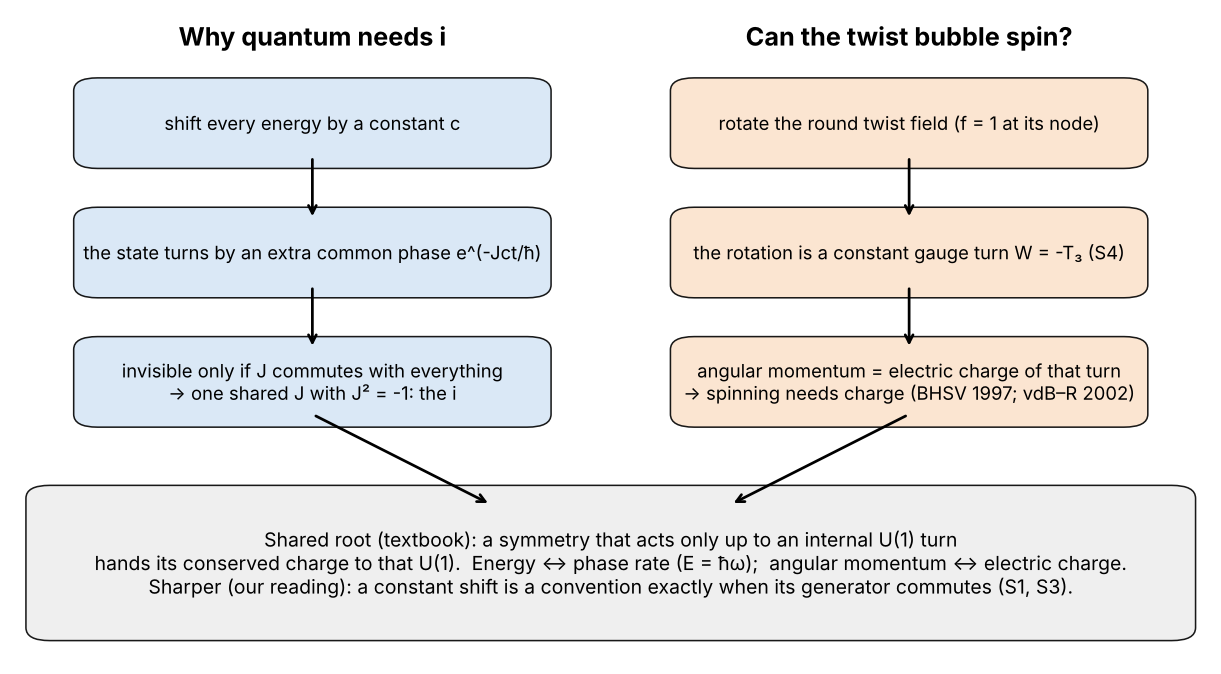 Why quantum needs i
shift every energy by a constant c
the state turns by an extra common phase e^(-Jct/ħ)
invisible only if J commutes with everything
→ one shared J with J² = -1: the i
Can the twist bubble spin?
rotate the round twist field (f = 1 at its node)
the rotation is a constant gauge turn W = -T₃ (S4)
angular momentum = electric charge of that turn
→ spinning needs charge (BHSV 1997; vdB–R 2002)
Shared root (textbook): a symmetry that acts only up to an internal U(1) turn
hands its conserved charge to that U(1).  Energy ↔ phase rate (E = ħω);  angular momentum ↔ electric charge.
Sharper (our reading): a constant shift is a convention exactly when its generator commutes (S1, S3).